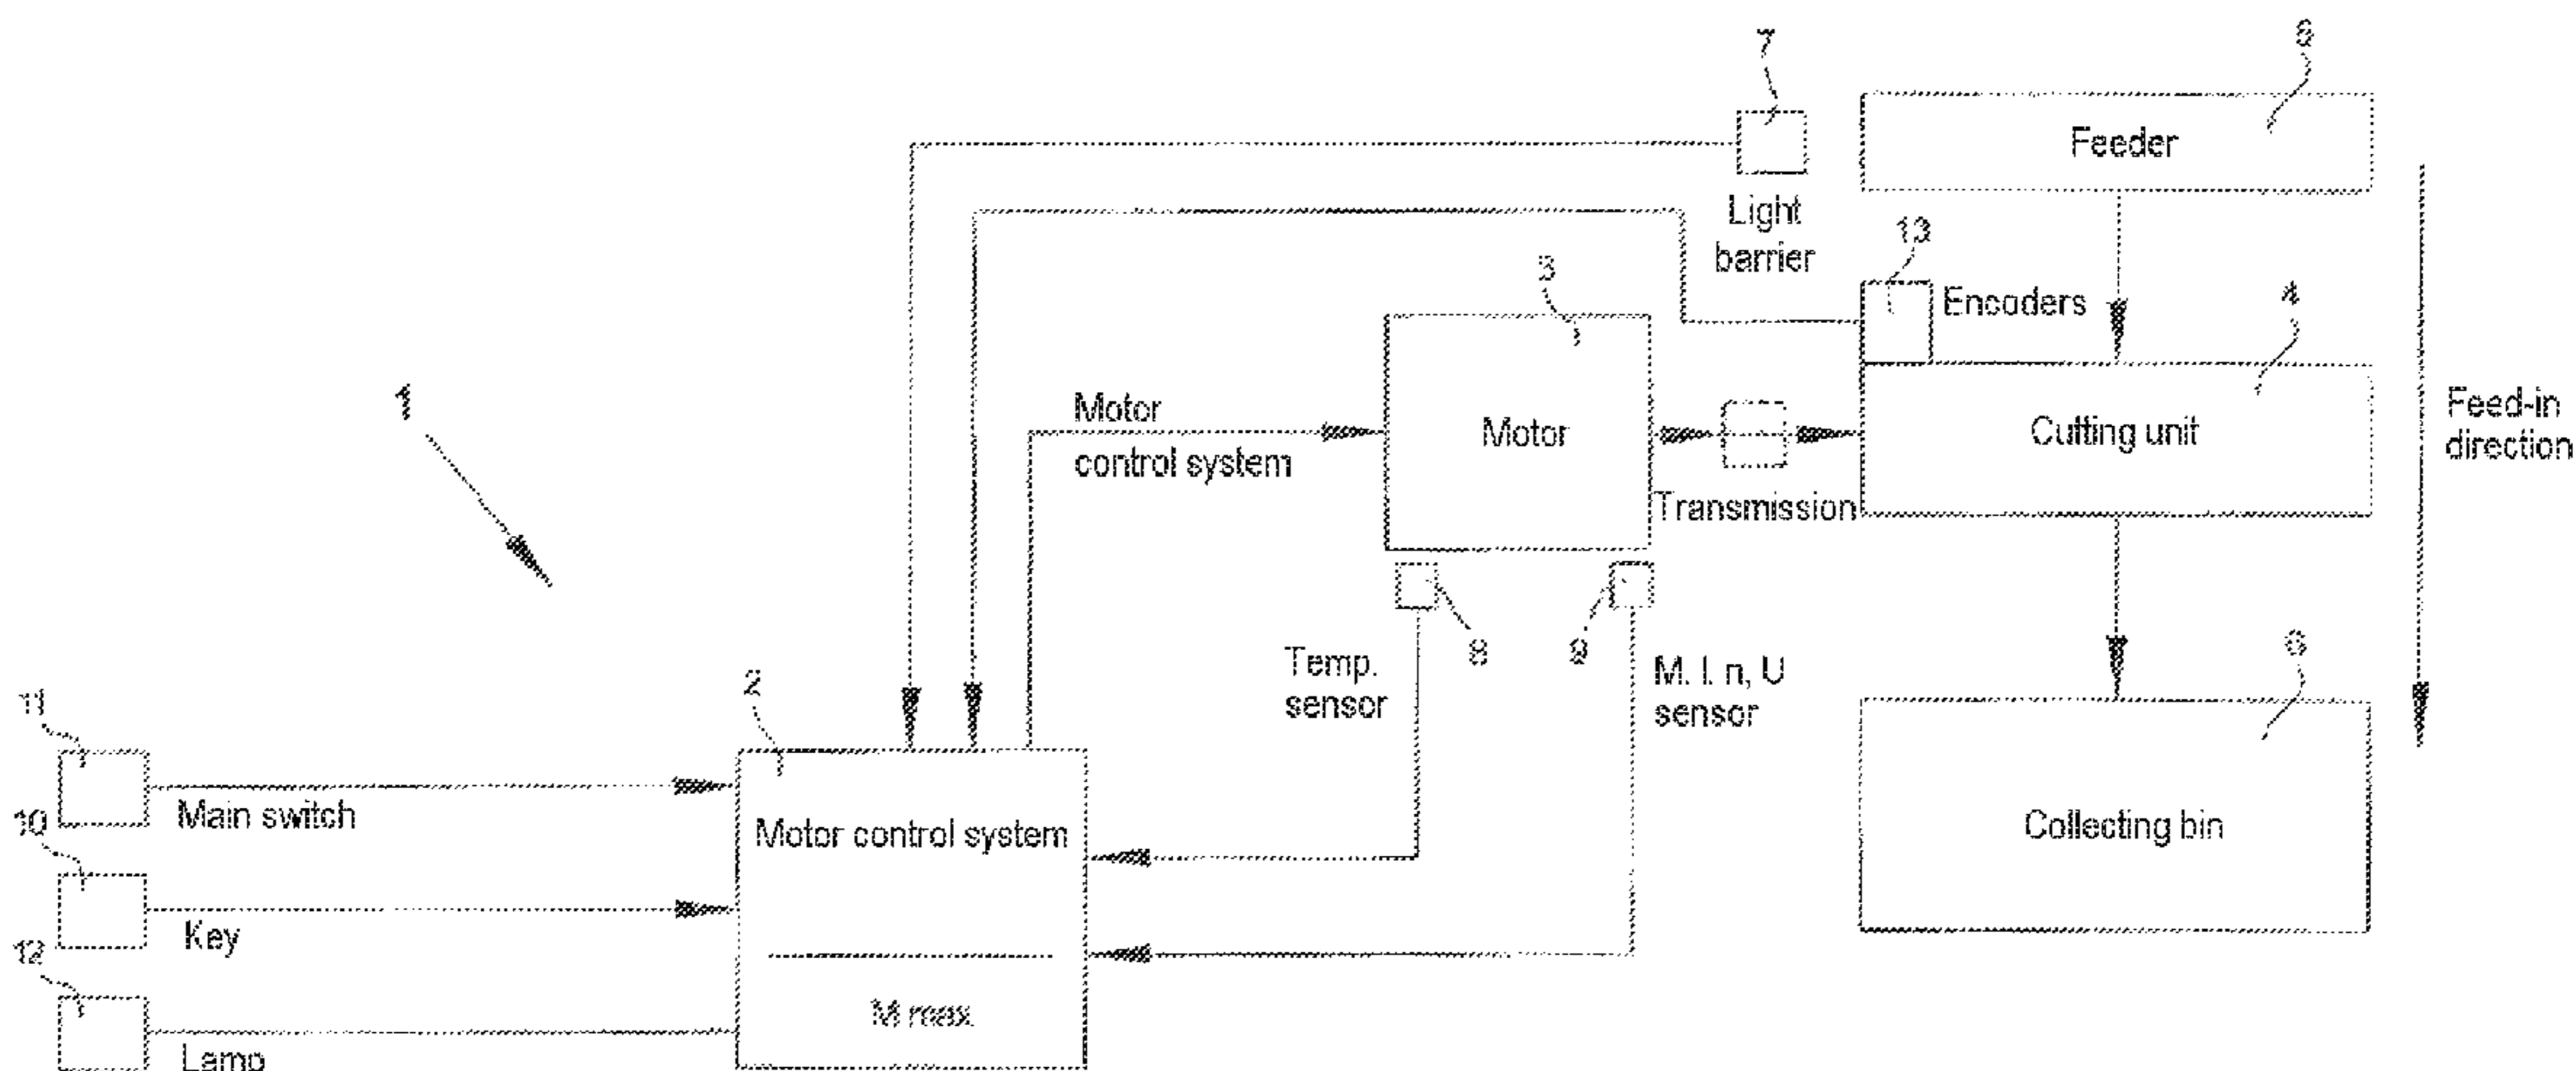 7
Feeder
Light
barrier
13
Encoders
3
4
1
Motor
control system
Motor
Transmission
Cutting unit
Feed-in
direction
8
9
Temp.
sensor
M. I. n, U
sensor
2
11
Main switch
10
Key
12
Lamp
Motor control system
M max.
Collecting bin